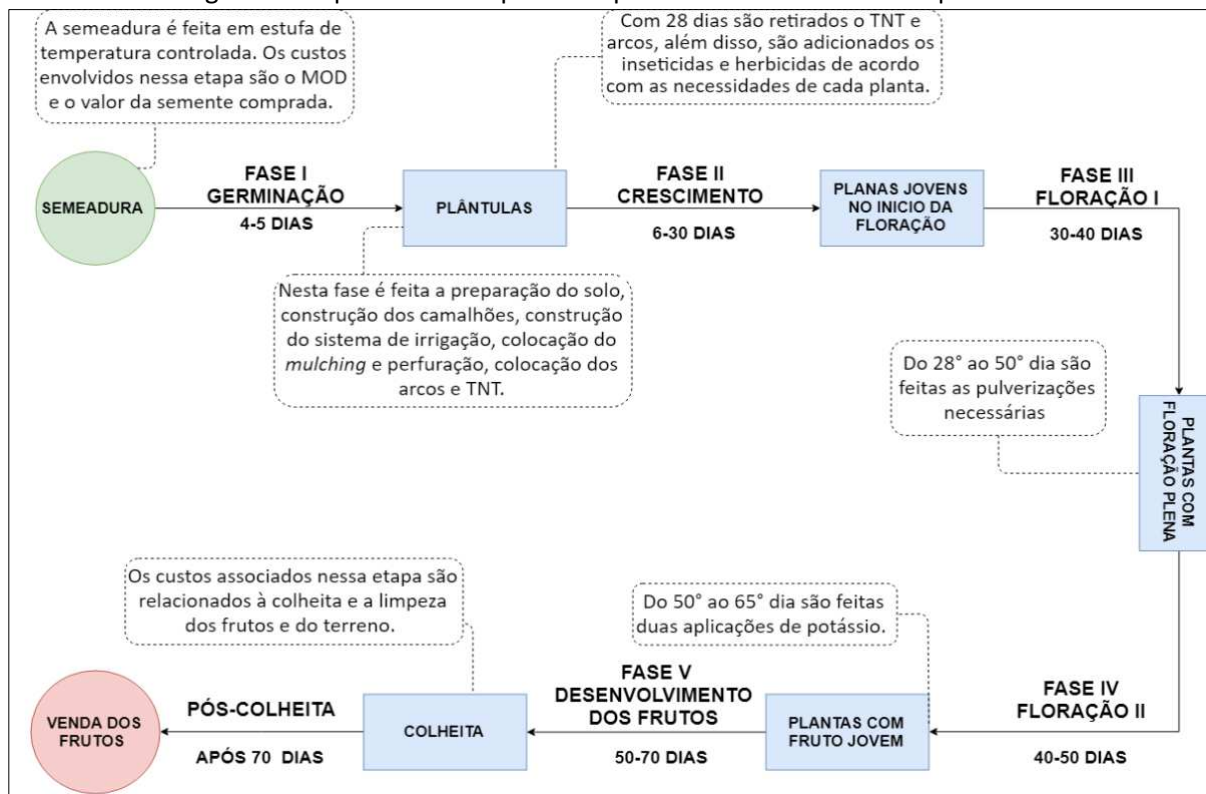 A semeadura é feita em estufa de
temperatura controlada. Os custos
envolvidos nessa etapa são o MOD
e o valor da semente comprada.
Com 28 dias são retirados o TNT e
arcos, além disso, são adicionados os
inseticidas e herbicidas de acordo
com as necessidades de cada planta.
SEMEADURA
FASE I
GERMINAÇÃO
4-5 DIAS
PLÂNTULAS
FASE II
CRESCIMENTO
6-30 DIAS
PLANAS JOVENS
NO INICIO DA
FLORAÇÃO
FASE III
FLORAÇÃO I
30-40 DIAS
Nesta fase é feita a preparação do solo,
construção dos camalhões, construção
do sistema de irrigação, colocação do
mulching e perfuração, colocação dos
arcos e TNT.
Do 28° ao 50° dia são
feitas as pulverizações
necessárias
PLANTAS COM
FLORAÇÃO PLENA
Os custos associados nessa etapa são
relacionados à colheita e a limpeza
dos frutos e do terreno.
Do 50° ao 65° dia são feitas
duas aplicações de potássio.
VENDA DOS
FRUTOS
PÓS-COLHEITA
APÓS 70 DIAS
COLHEITA
FASE V
DESENVOLVIMENTO
DOS FRUTOS
50-70 DIAS
PLANTAS COM
FRUTO JOVEM
FASE IV
FLORAÇÃO II
40-50 DIAS